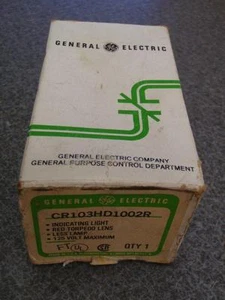 GENERAL GE ELECTRIC
GENERAL ELECTRIC COMPANY
GENERAL PURPOSE CONTROL DEPARTMENT
GENERAL ELECTRIC
CR103HD1002R
• INDICATING LIGHT
• RED TORPEDO LENS
• LESS LAMP
• 125 VOLT MAXIMUM
QTY 1